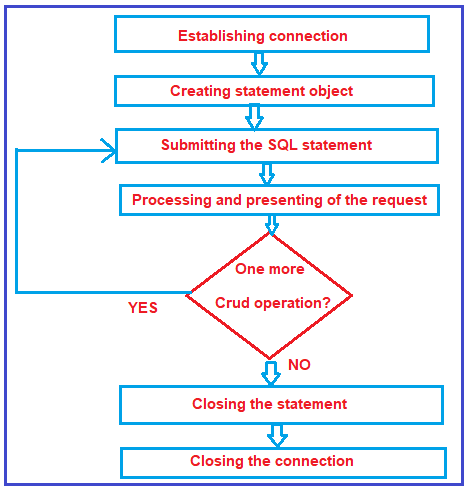 Establishing connection
Creating statement object
Submitting the SQL statement
Processing and presenting of the request
One more
Crud operation?
YES
NO
Closing the statement
Closing the connection